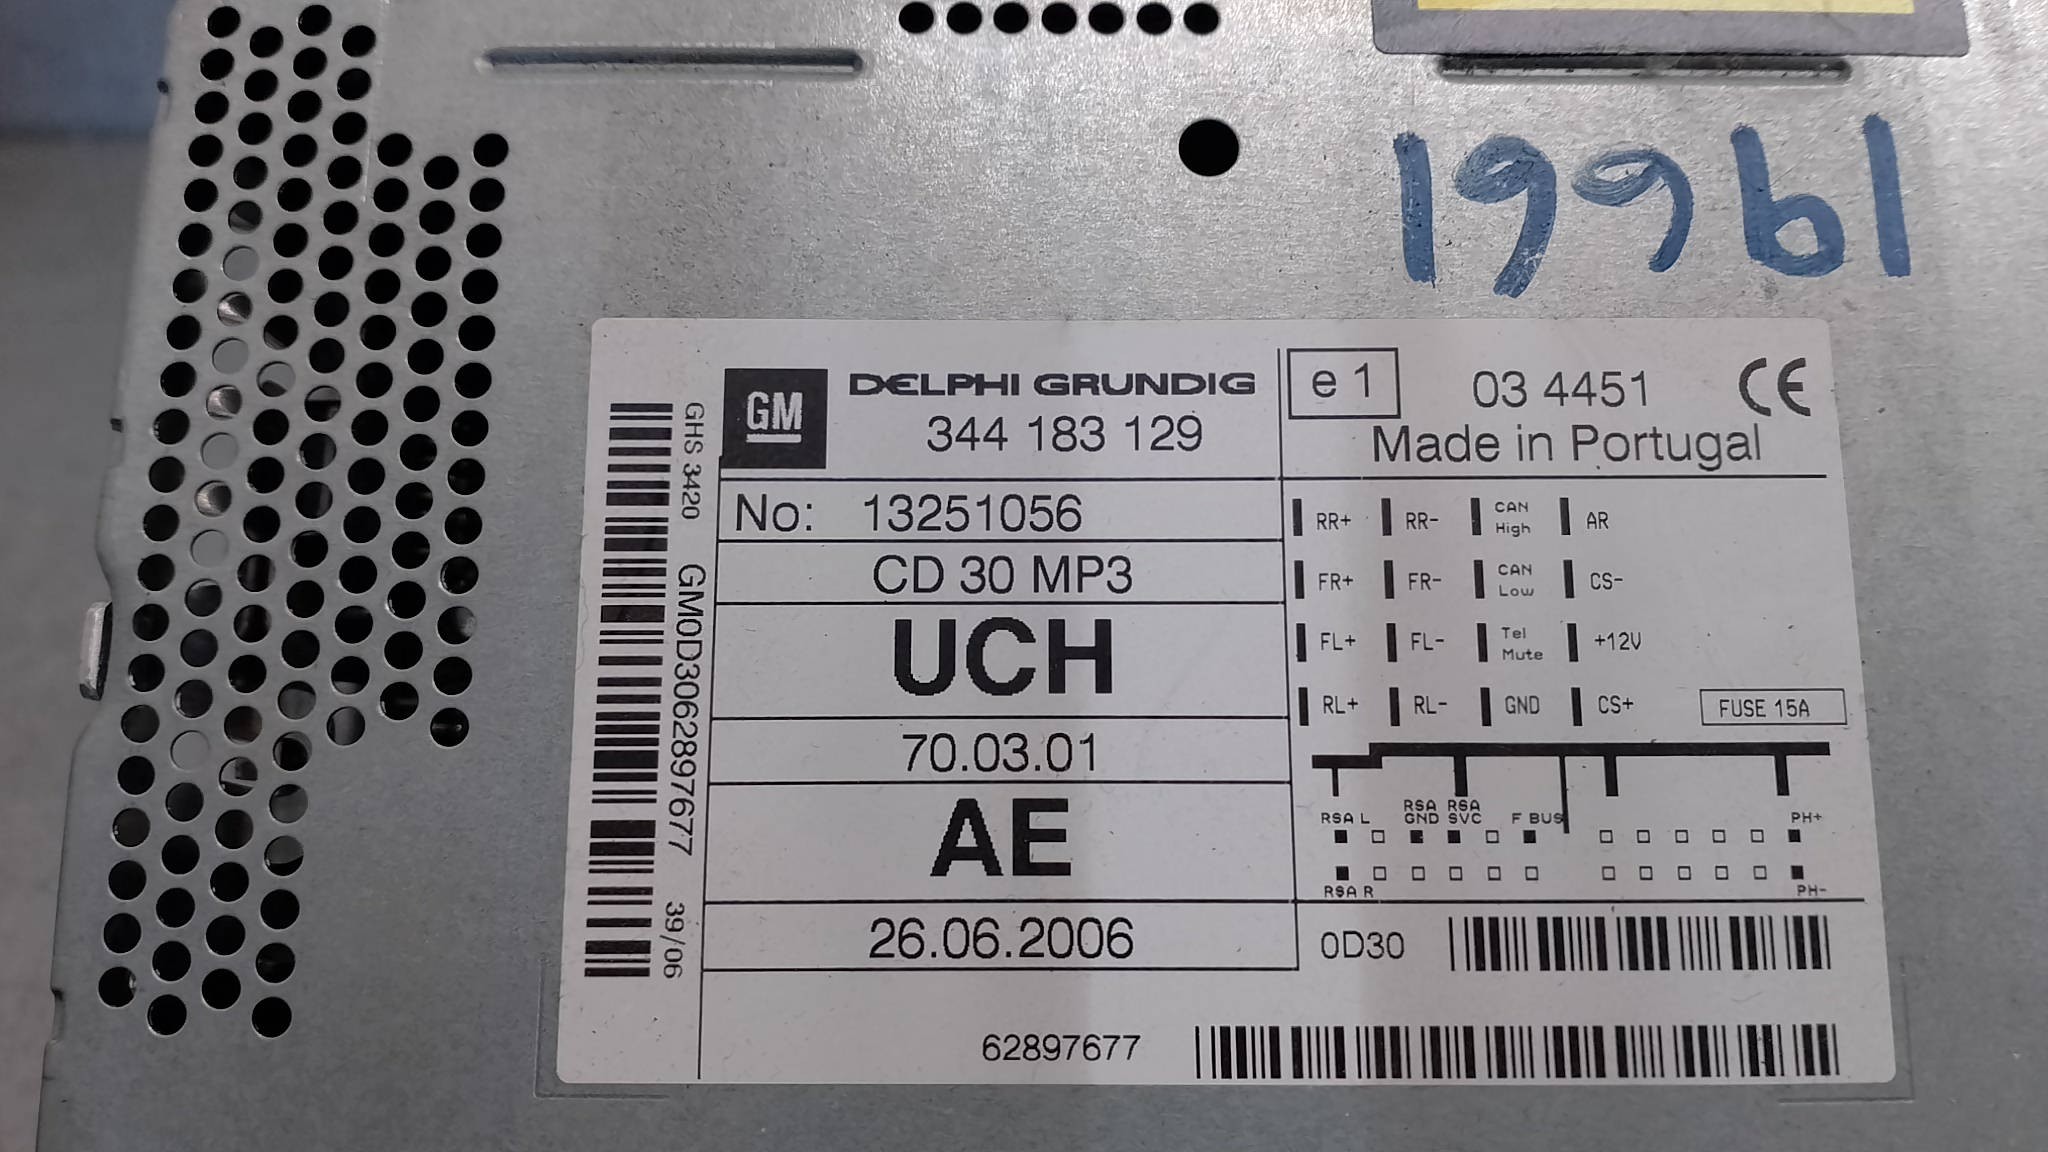 19961
GM
DELPHI GRUNDIG
344 183 129
e1
03 4451
CE
Made in Portugal
No: 13251056
CD 30 MP3
UCH
70.03.01
AE
26.06.2006
RR+ RR- CAN High AR
FR+ FR- CAN Low CS-
FL+ FL- Tel Mute +12V
RL+ RL- GND CS+
FUSE 15A
RSA L RSA GND RSA SVC F BUS PH+
RSA R PH-
0D30
62897677
GHS 3420 GM0D3062897677 39/06